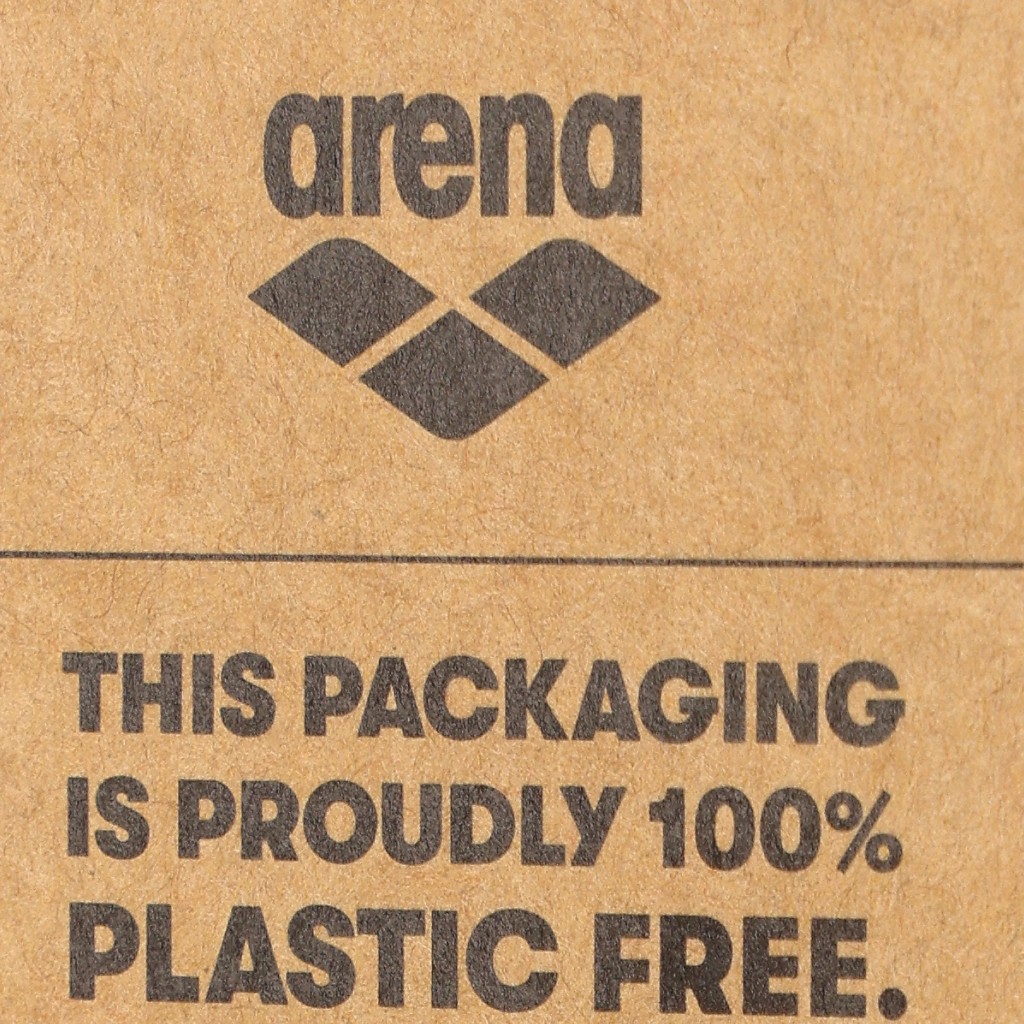 arena
THIS PACKAGING
IS PROUDLY 100%
PLASTIC FREE.